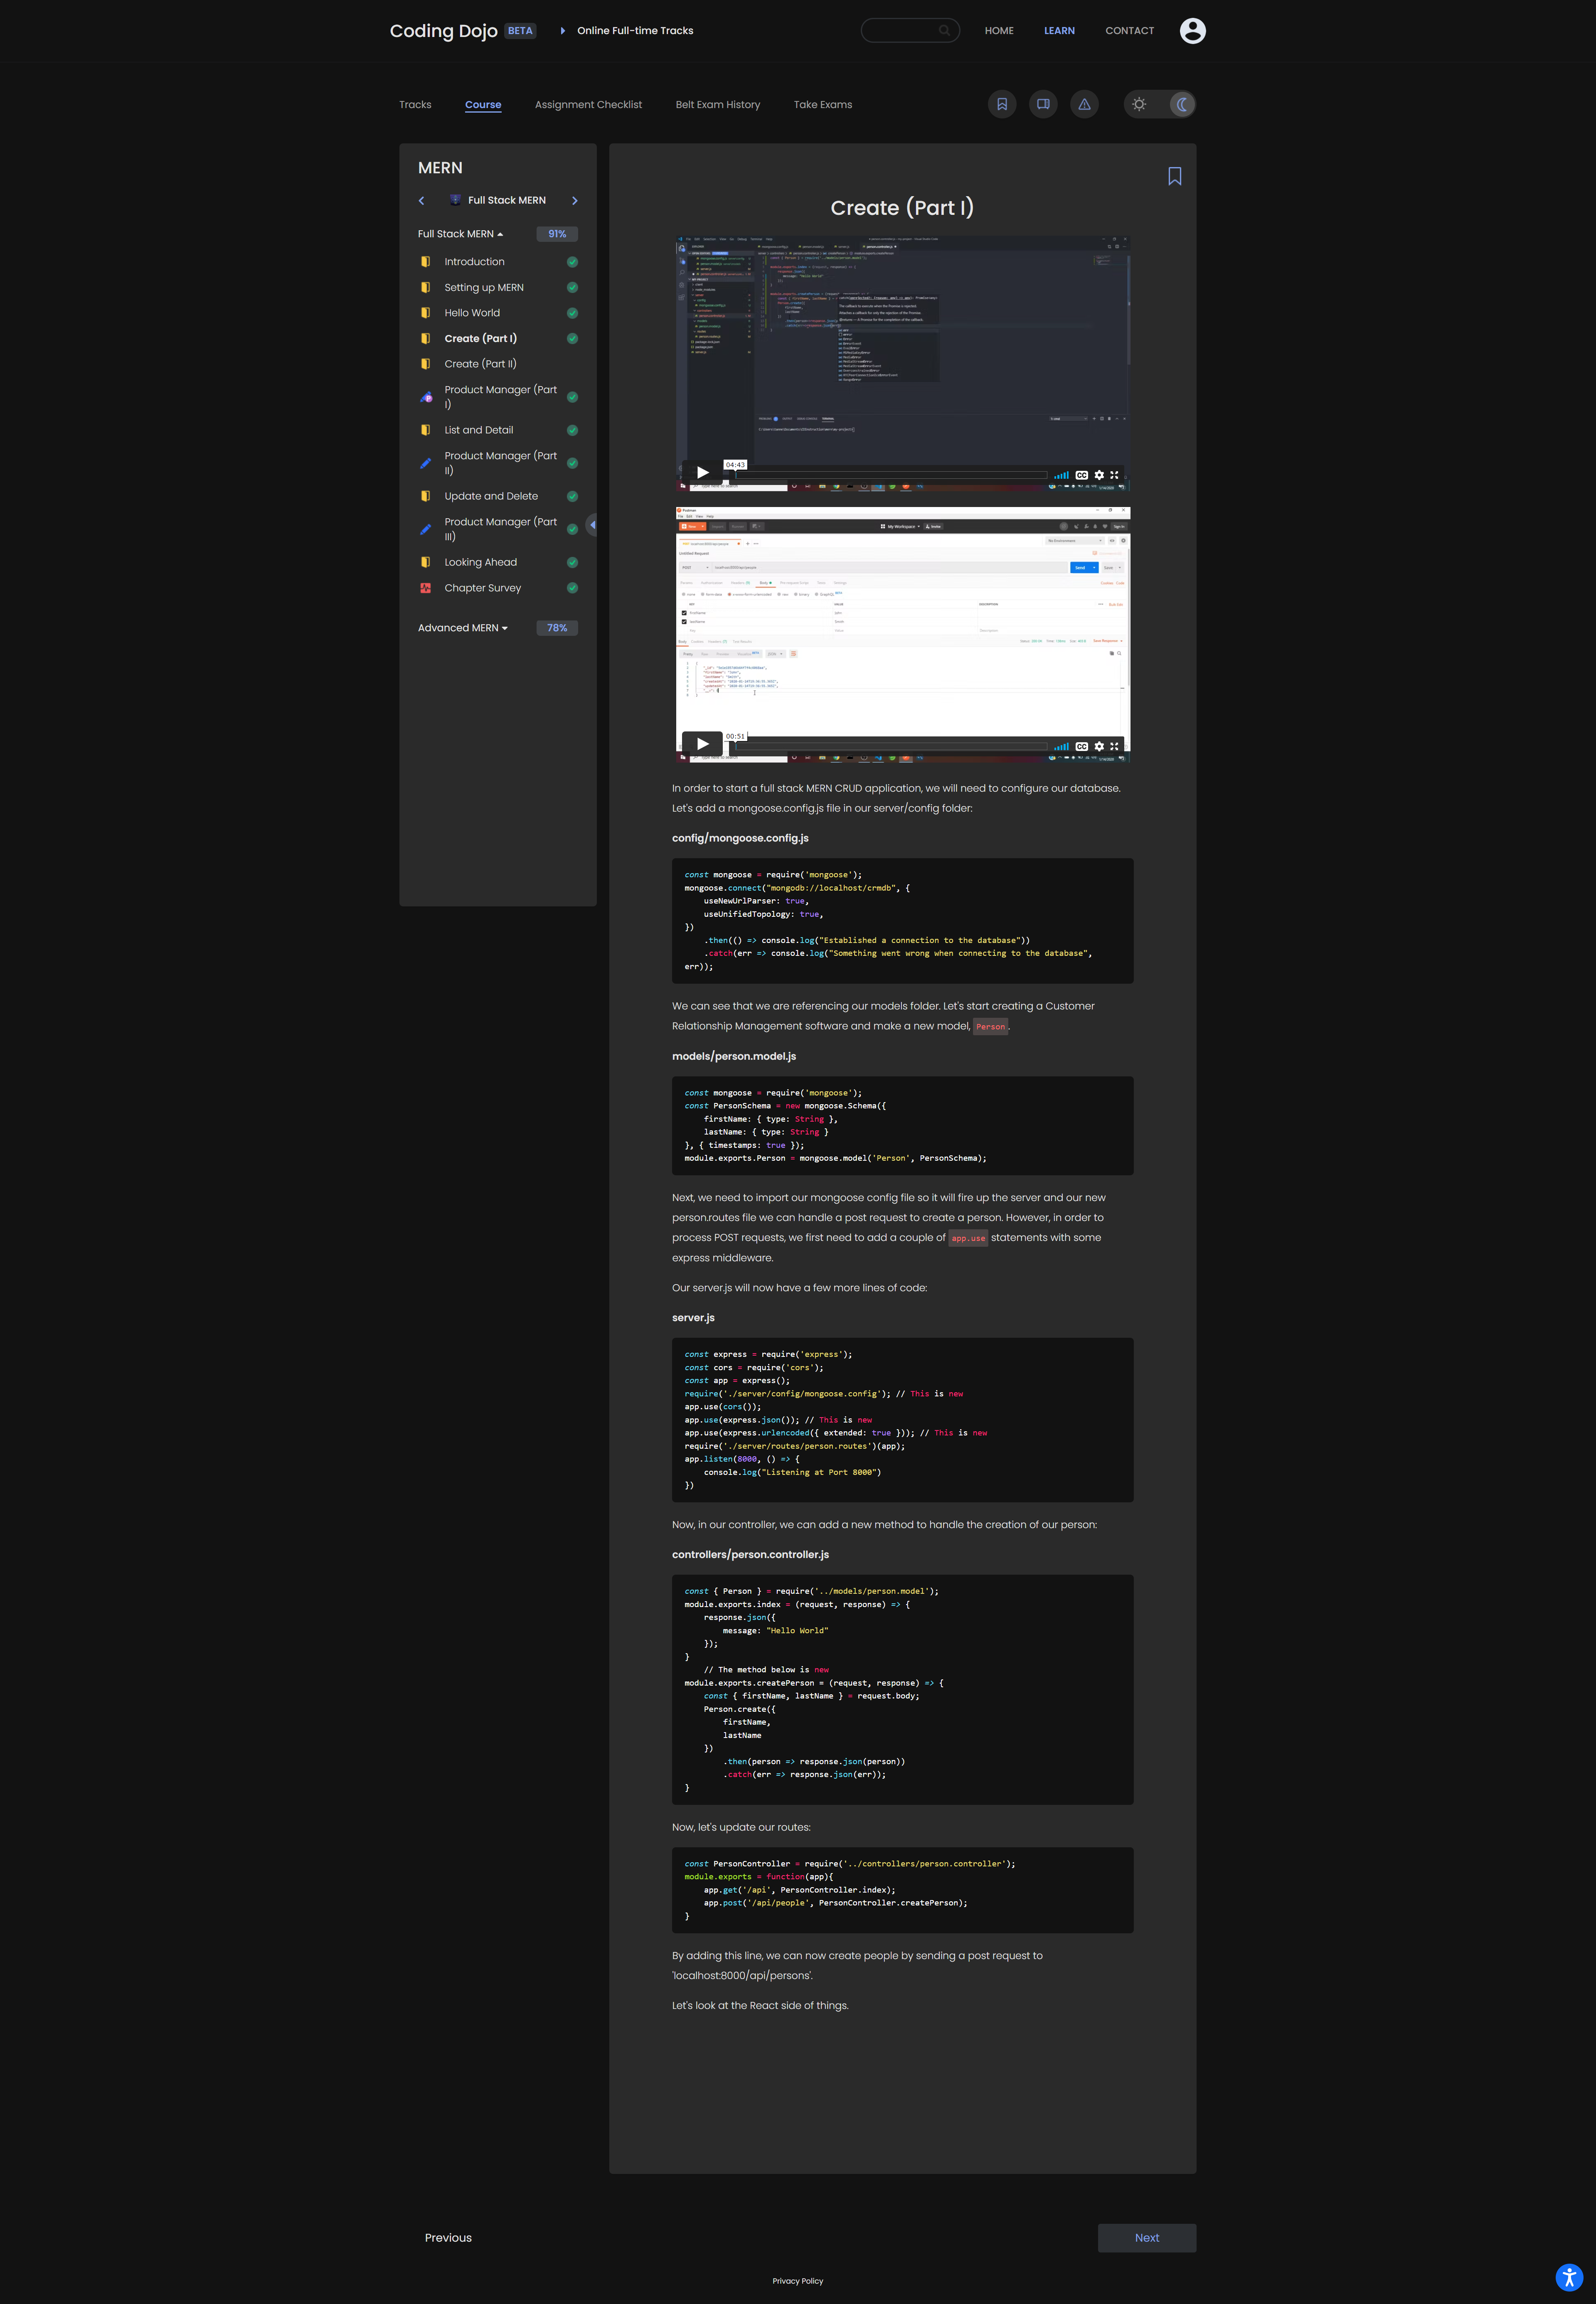 Coding Dojo BETA Online Full-time Tracks HOME LEARN CONTACT
Tracks Course Assignment Checklist Belt Exam History Take Exams
MERN
Full Stack MERN
Full Stack MERN 91%
Introduction
Setting up MERN
Hello World
Create (Part I)
Create (Part II)
Product Manager (Part
I)
List and Detail
Product Manager (Part
II)
Update and Delete
Product Manager (Part
III)
Looking Ahead
Chapter Survey
Advanced MERN 78%
Create (Part I)
04:43
CC
My Workspace
Invite
Untitled Request
POST
Send
Save
00:51
CC
In order to start a full stack MERN CRUD application, we will need to configure our database.
Let's add a mongoose.config.js file in our server/config folder:
config/mongoose.config.js
const mongoose = require('mongoose');
mongoose.connect("mongodb://localhost/crmdb", {
    useNewUrlParser: true,
    useUnifiedTopology: true,
})
    .then(() => console.log("Established a connection to the database"))
    .catch(err => console.log("Something went wrong when connecting to the database",
err));
We can see that we are referencing our models folder. Let's start creating a Customer
Relationship Management software and make a new model, Person.
models/person.model.js
const mongoose = require('mongoose');
const PersonSchema = new mongoose.Schema({
    firstName: { type: String },
    lastName: { type: String }
}, { timestamps: true });
module.exports.Person = mongoose.model('Person', PersonSchema);
Next, we need to import our mongoose config file so it will fire up the server and our new
person.routes file we can handle a post request to create a person. However, in order to
process POST requests, we first need to add a couple of app.use statements with some
express middleware.
Our server.js will now have a few more lines of code:
server.js
const express = require('express');
const cors = require('cors');
const app = express();
require('./server/config/mongoose.config'); // This is new
app.use(cors());
app.use(express.json()); // This is new
app.use(express.urlencoded({ extended: true })); // This is new
require('./server/routes/person.routes')(app);
app.listen(8000, () => {
    console.log("Listening at Port 8000")
})
Now, in our controller, we can add a new method to handle the creation of our person:
controllers/person.controller.js
const { Person } = require('../models/person.model');
module.exports.index = (request, response) => {
    response.json({
        message: "Hello World"
    });
}
    // The method below is new
module.exports.createPerson = (request, response) => {
    const { firstName, lastName } = request.body;
    Person.create({
        firstName,
        lastName
    })
        .then(person => response.json(person))
        .catch(err => response.json(err));
}
Now, let's update our routes:
const PersonController = require('../controllers/person.controller');
module.exports = function(app){
    app.get('/api', PersonController.index);
    app.post('/api/people', PersonController.createPerson);
}
By adding this line, we can now create people by sending a post request to
'localhost:8000/api/persons'.
Let's look at the React side of things.
Previous Next
Privacy Policy